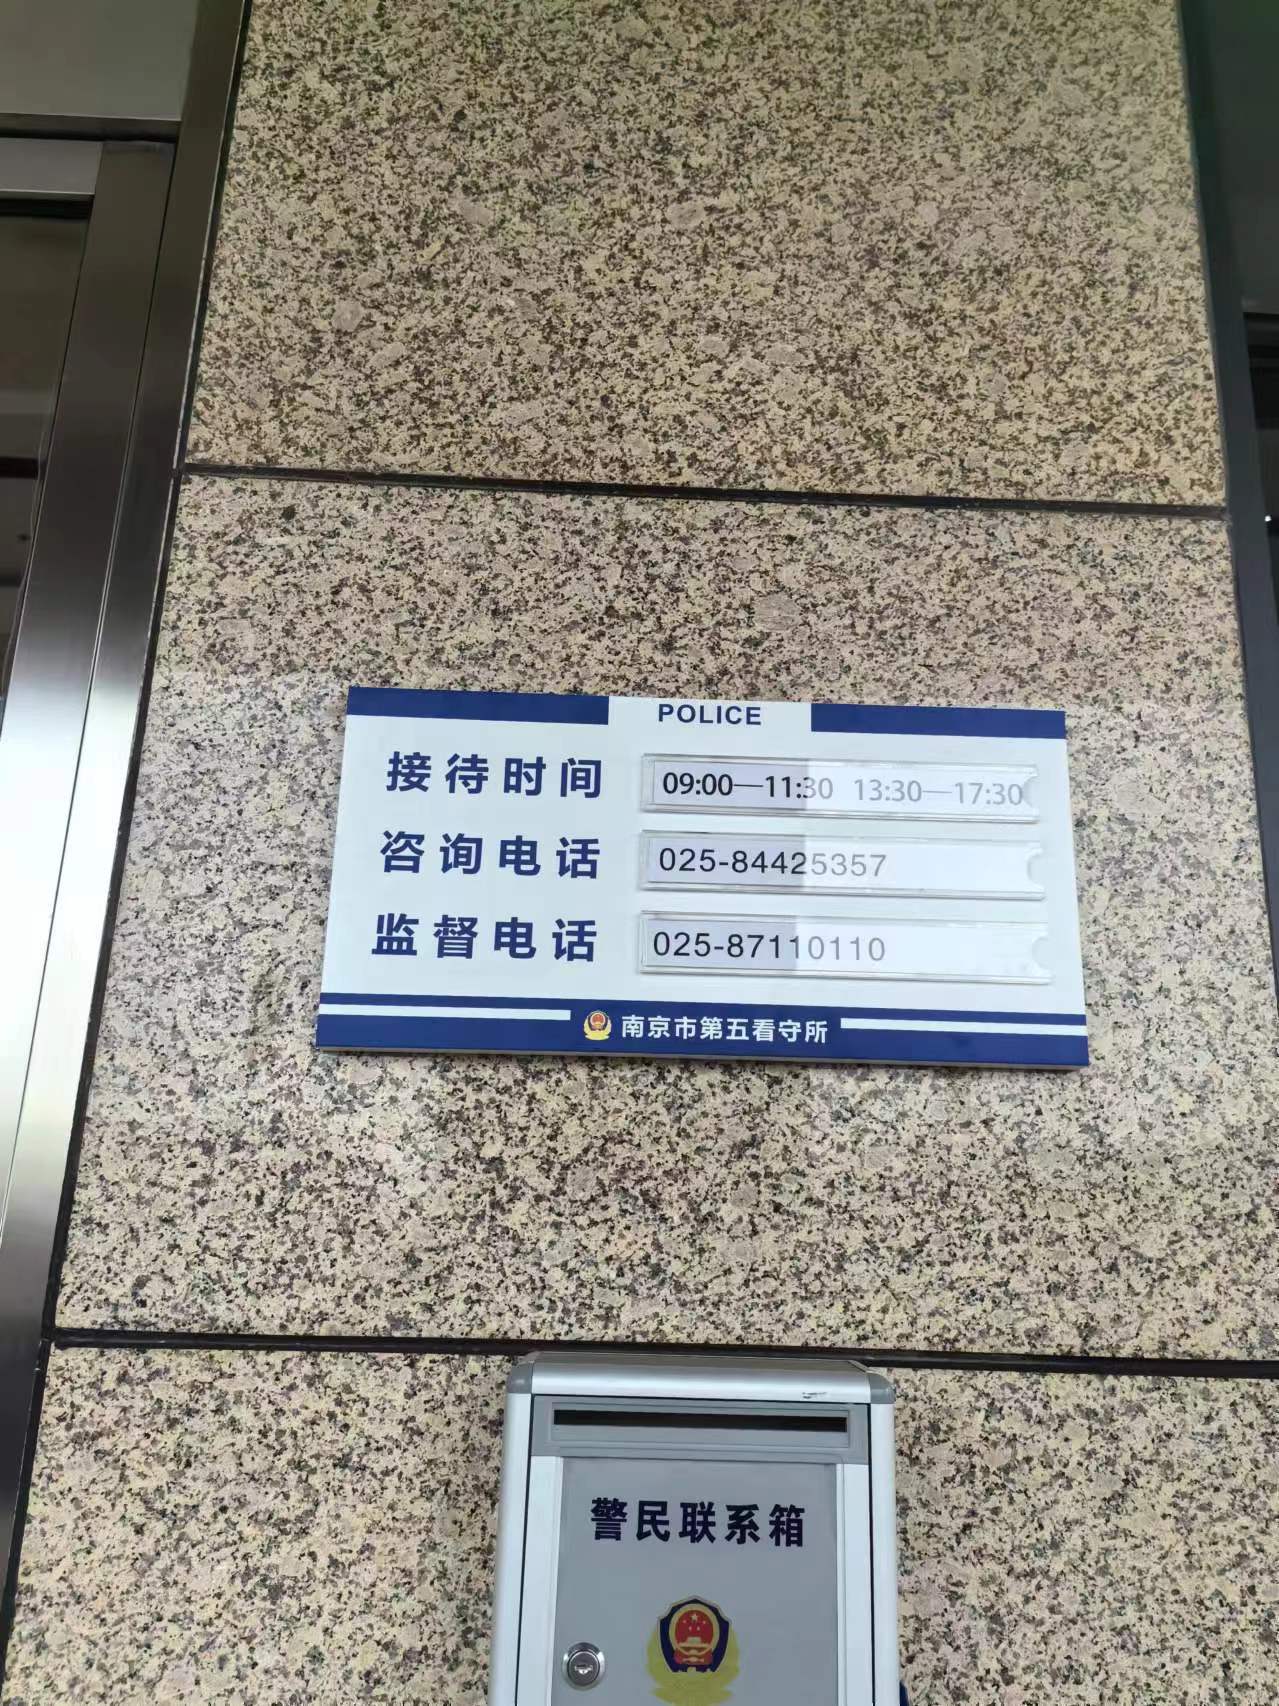 POLICE
接待时间 09:00—11:30 13:30—17:30
咨询电话 025-84425357
监督电话 025-87110110
南京市第五看守所
警民联系箱